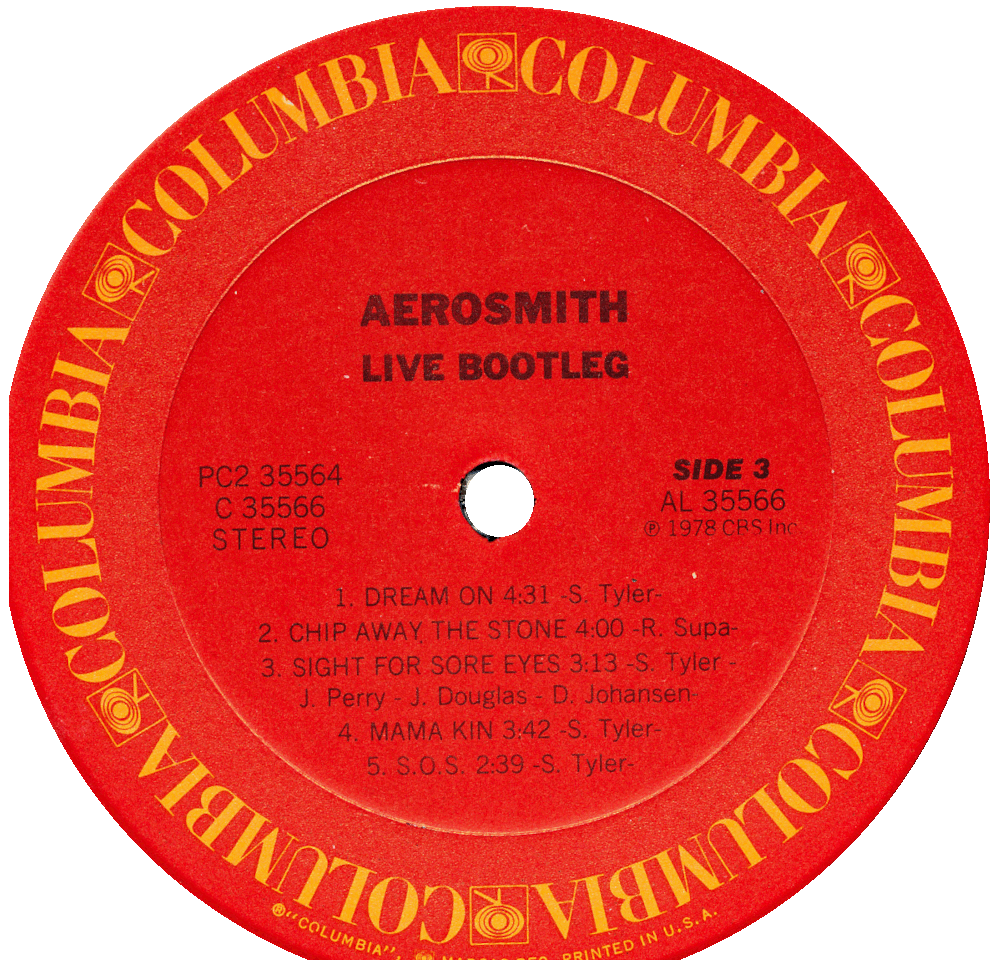 COLUMBIA COLUMBIA COLUMBIA COLUMBIA COLUMBIA COLUMBIA
AEROSMITH
LIVE BOOTLEG
PC2 35564
C 35566
STEREO
SIDE 3
AL 35566
℗ 1978 CBS Inc
1. DREAM ON 4:31 -S. Tyler-
2. CHIP AWAY THE STONE 4:00 -R. Supa-
3. SIGHT FOR SORE EYES 3:13 -S. Tyler -
J. Perry - J. Douglas - D. Johansen-
4. MAMA KIN 3:42 -S. Tyler-
5. S.O.S. 2:39 -S. Tyler-
®"COLUMBIA", PRINTED IN U.S.A.